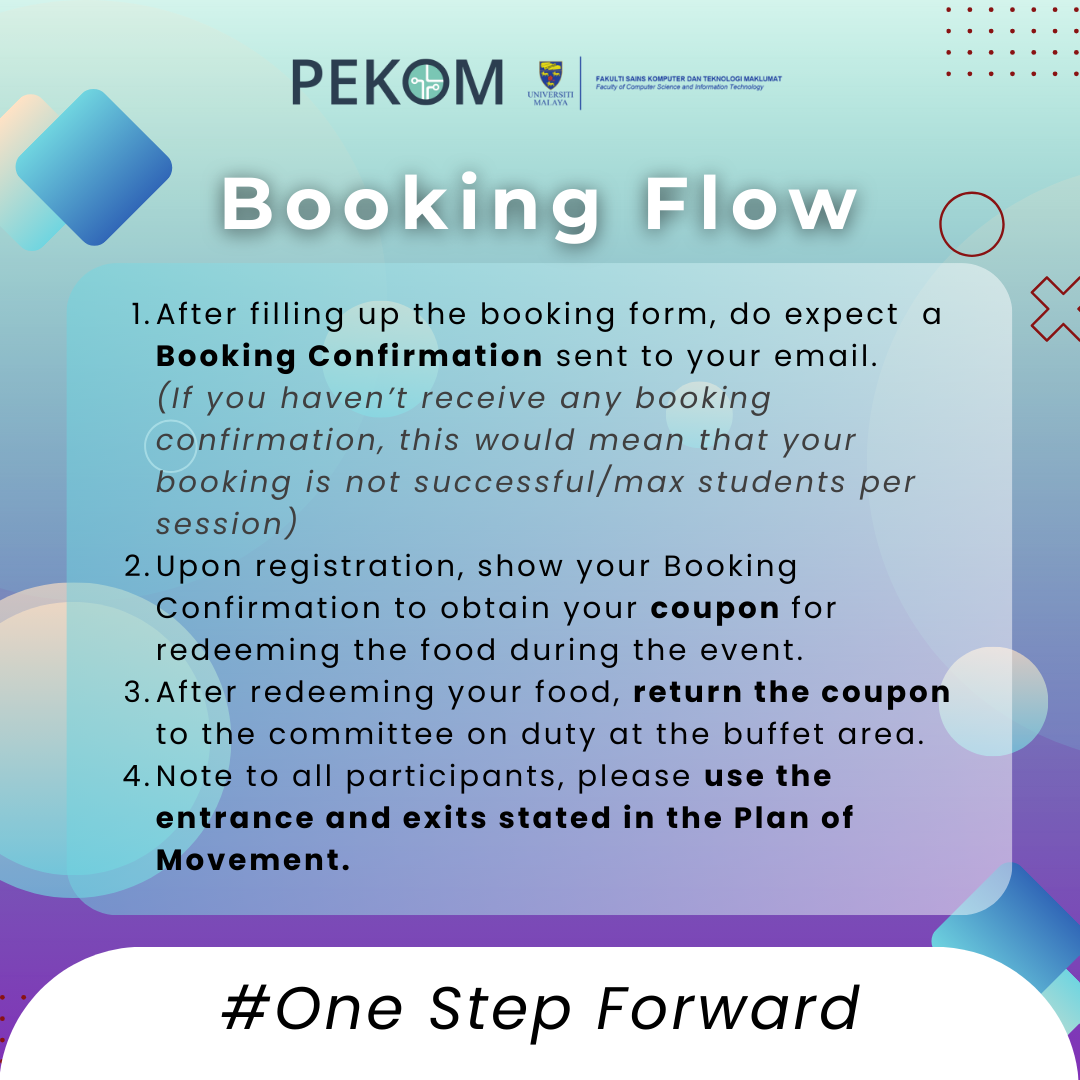 PEKOM
UNIVERSITI
MALAYA
FAKULTI SAINS KOMPUTER DAN TEKNOLOGI MAKLUMAT
Faculty of Computer Science and Information Technology
Booking Flow
1. After filling up the booking form, do expect  a
Booking Confirmation sent to your email.
(If you haven’t receive any booking
confirmation, this would mean that your
booking is not successful/max students per
session)
2. Upon registration, show your Booking
Confirmation to obtain your coupon for
redeeming the food during the event.
3. After redeeming your food, return the coupon
to the committee on duty at the buffet area.
4. Note to all participants, please use the
entrance and exits stated in the Plan of
Movement.
#One Step Forward